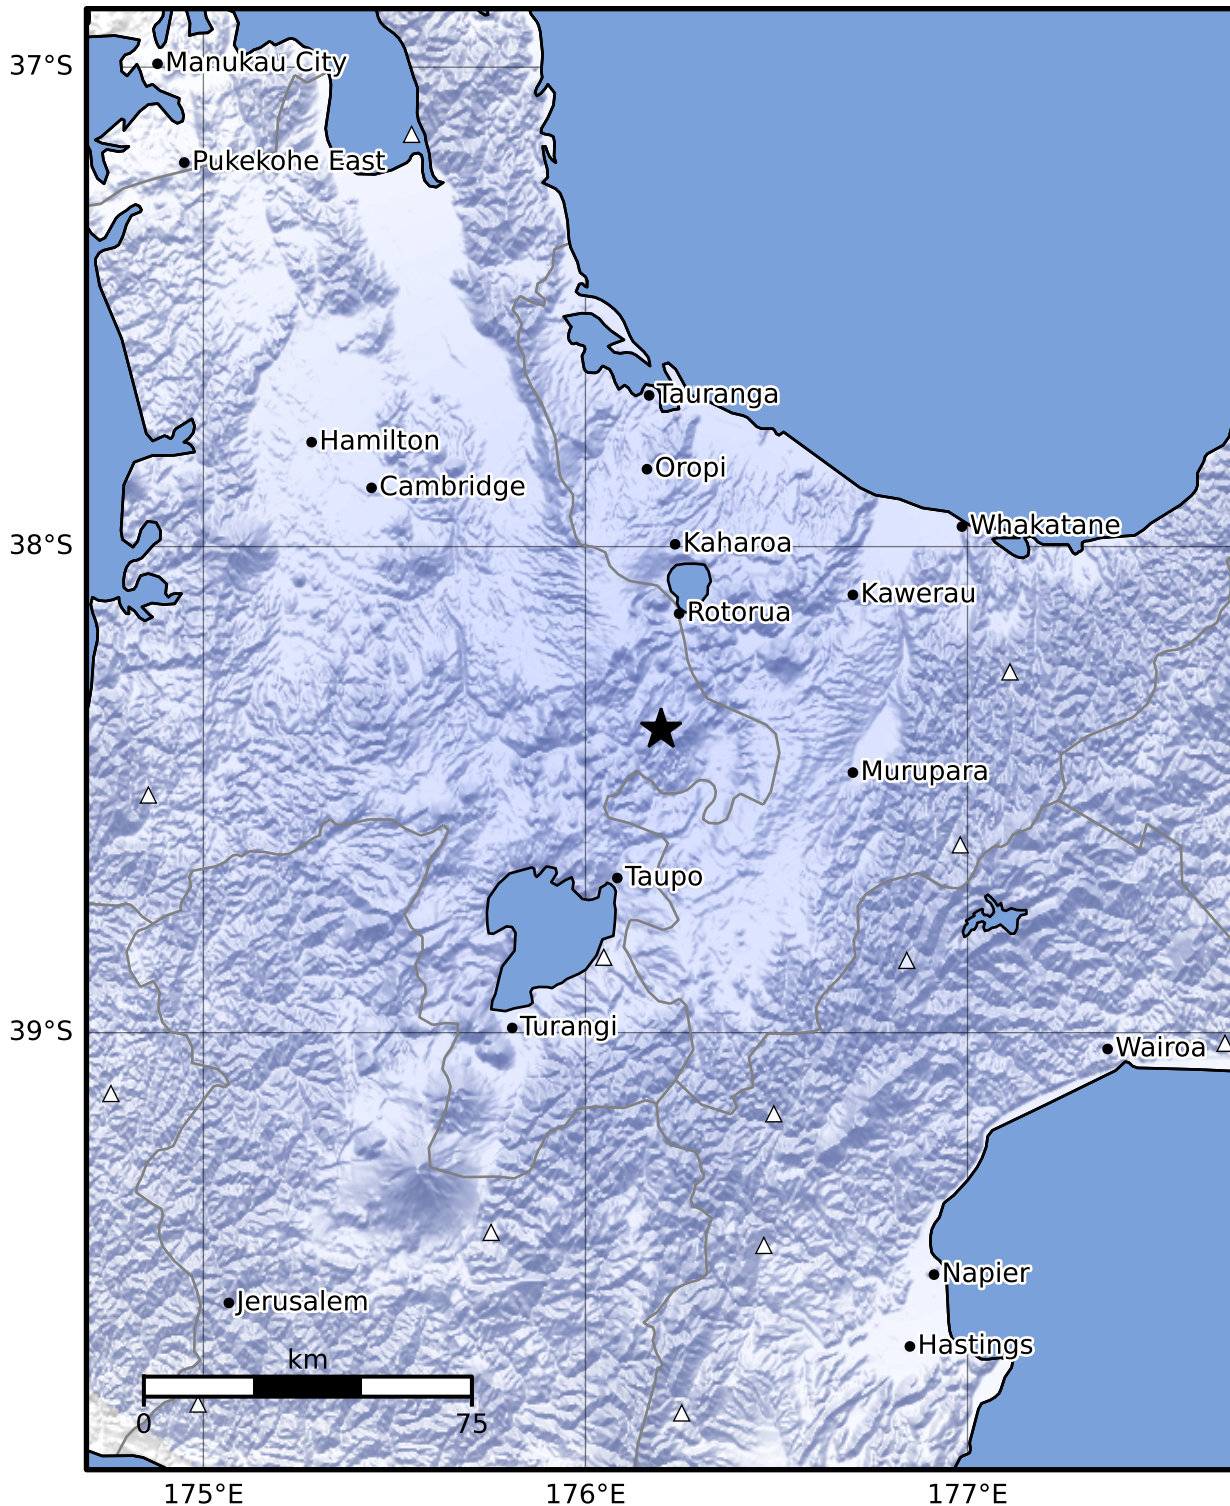 37°S
Manukau City
Pukekohe East
Tauranga
Hamilton
Oropi
Cambridge
Whakatane
38°S
Kaharoa
Kawerau
Rotorua
Murupara
Taupo
Turangi
39°S
Wairoa
Napier
Jerusalem
Hastings
km
0
75
175°E
176°E
177°E